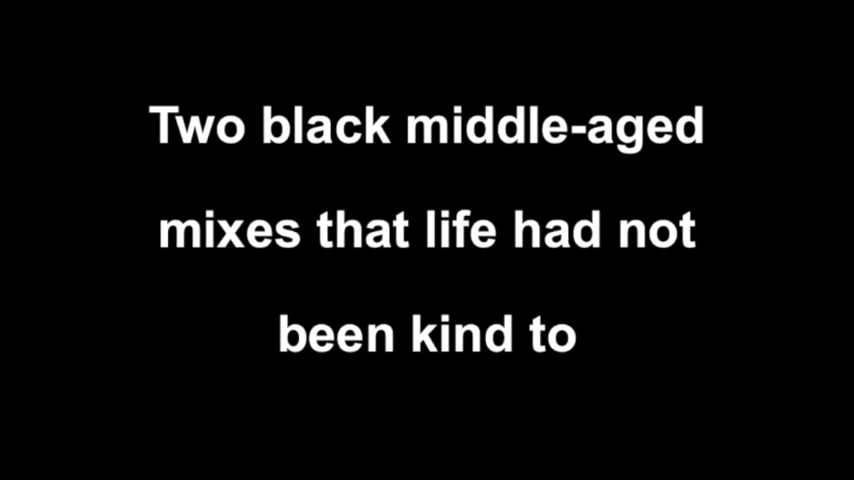 Two black middle-aged
mixes that life had not
been kind to